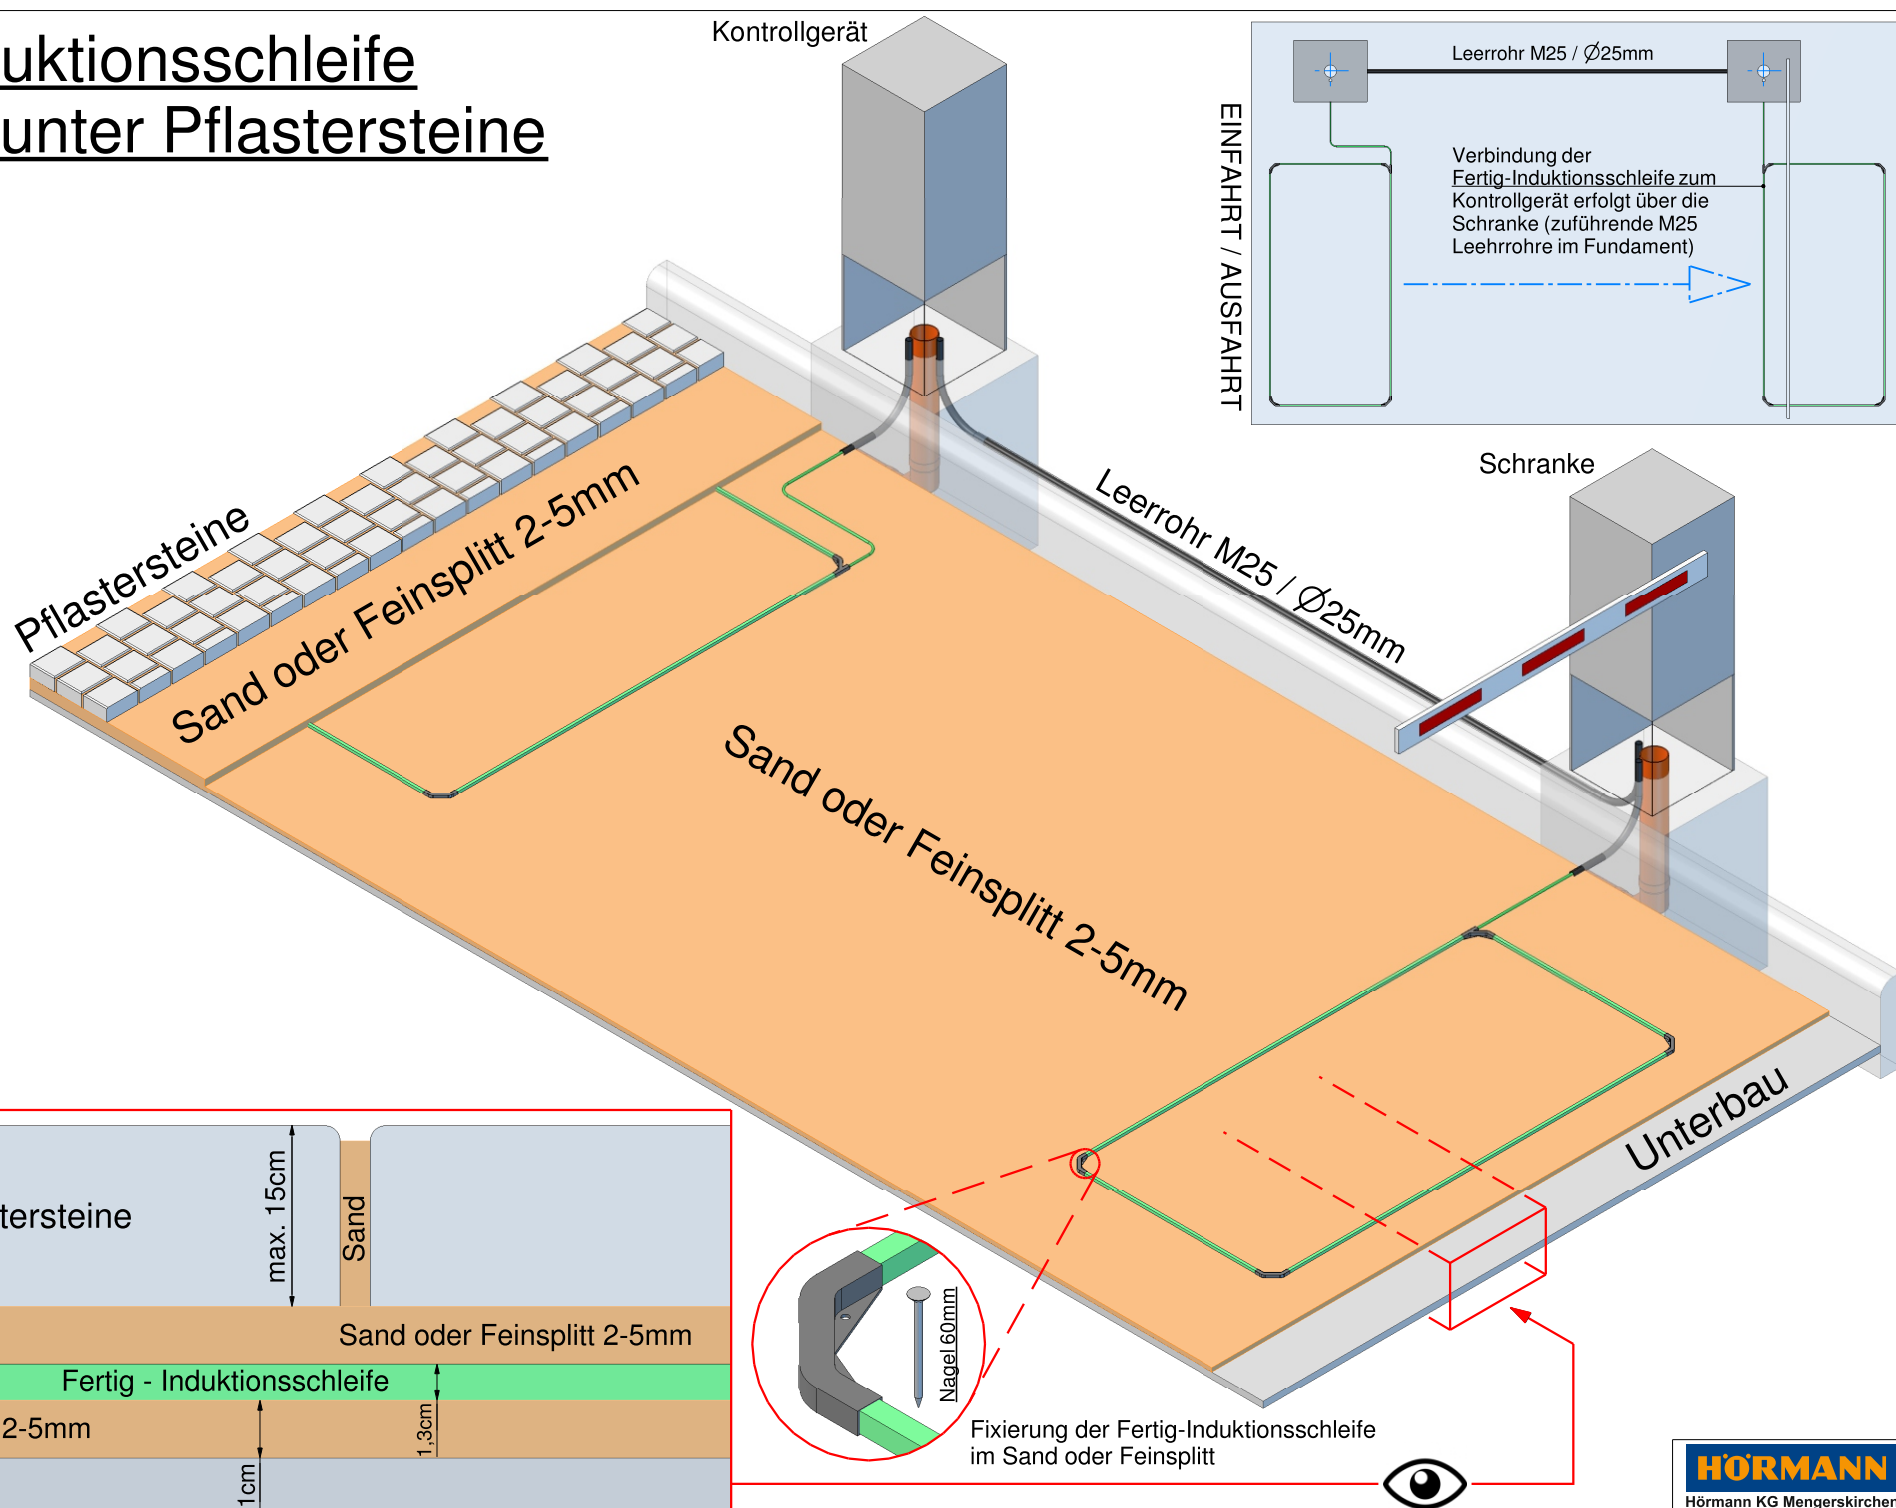 uktionsschleife
unter Pflastersteine
Kontrollgerät
Leerrohr M25 / Ø25mm
EINFAHRT / AUSFAHRT
Verbindung der
Fertig-Induktionsschleife zum
Kontrollgerät erfolgt über die
Schranke (zuführende M25
Leehrrohre im Fundament)
Schranke
Leerrohr M25 / Ø25mm
Pflastersteine
Sand oder Feinsplitt 2-5mm
Sand oder Feinsplitt 2-5mm
Unterbau
tersteine
max. 15cm
Sand
Sand oder Feinsplitt 2-5mm
Fertig - Induktionsschleife
2-5mm
1,3cm
1cm
Nagel 60mm
Fixierung der Fertig-Induktionsschleife
im Sand oder Feinsplitt
HÖRMANN
Hörmann KG Mengerskirchen